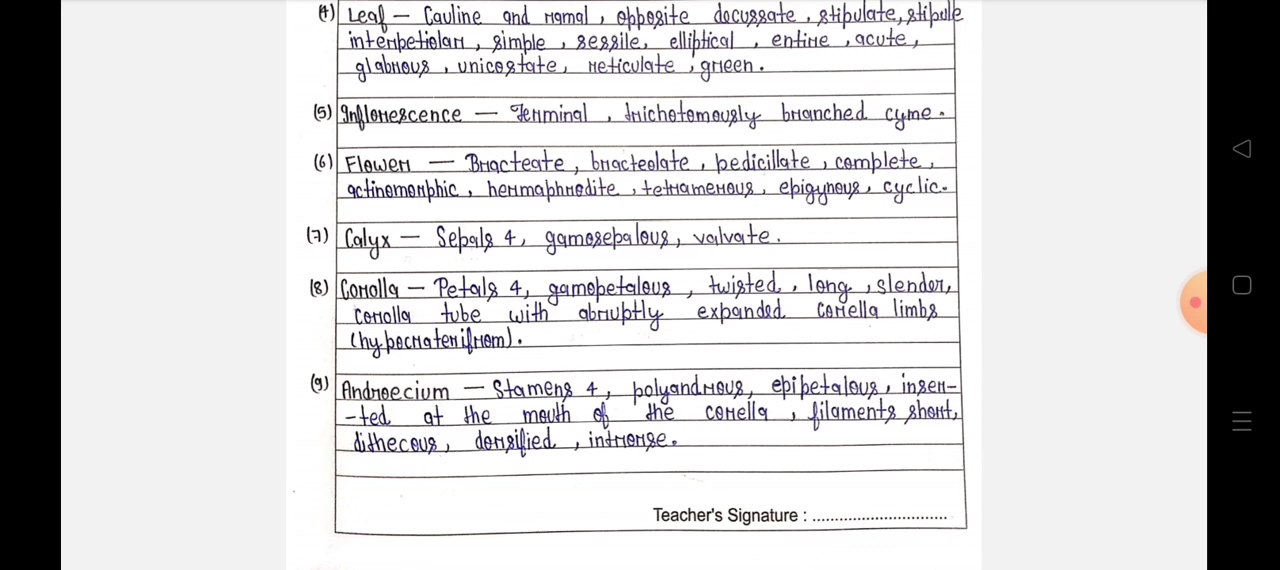 (4) Leaf — Cauline and ramal, opposite decussate, stipulate, stipule
interpetiolar, simple, sessile, elliptical, entire, acute,
glabrous, unicostate, reticulate, green.
(5) Inflorescence — Terminal, trichotomously branched cyme.
(6) Flower — Bracteate, bracteolate, pedicillate, complete,
actinomorphic, hermaphrodite, tetramerous, epigynous, cyclic.
(7) Calyx — Sepals 4, gamosepalous, valvate.
(8) Corolla — Petals 4, gamopetalous, twisted, long, slender,
corolla tube with abruptly expanded corolla limbs
(hypocraterifrom).
(9) Androecium — Stamens 4, polyandrous, epipetalous, inser-
-ted at the mouth of the corolla, filaments short,
dithecous, dorsified, introrse.
Teacher's Signature : ..............................